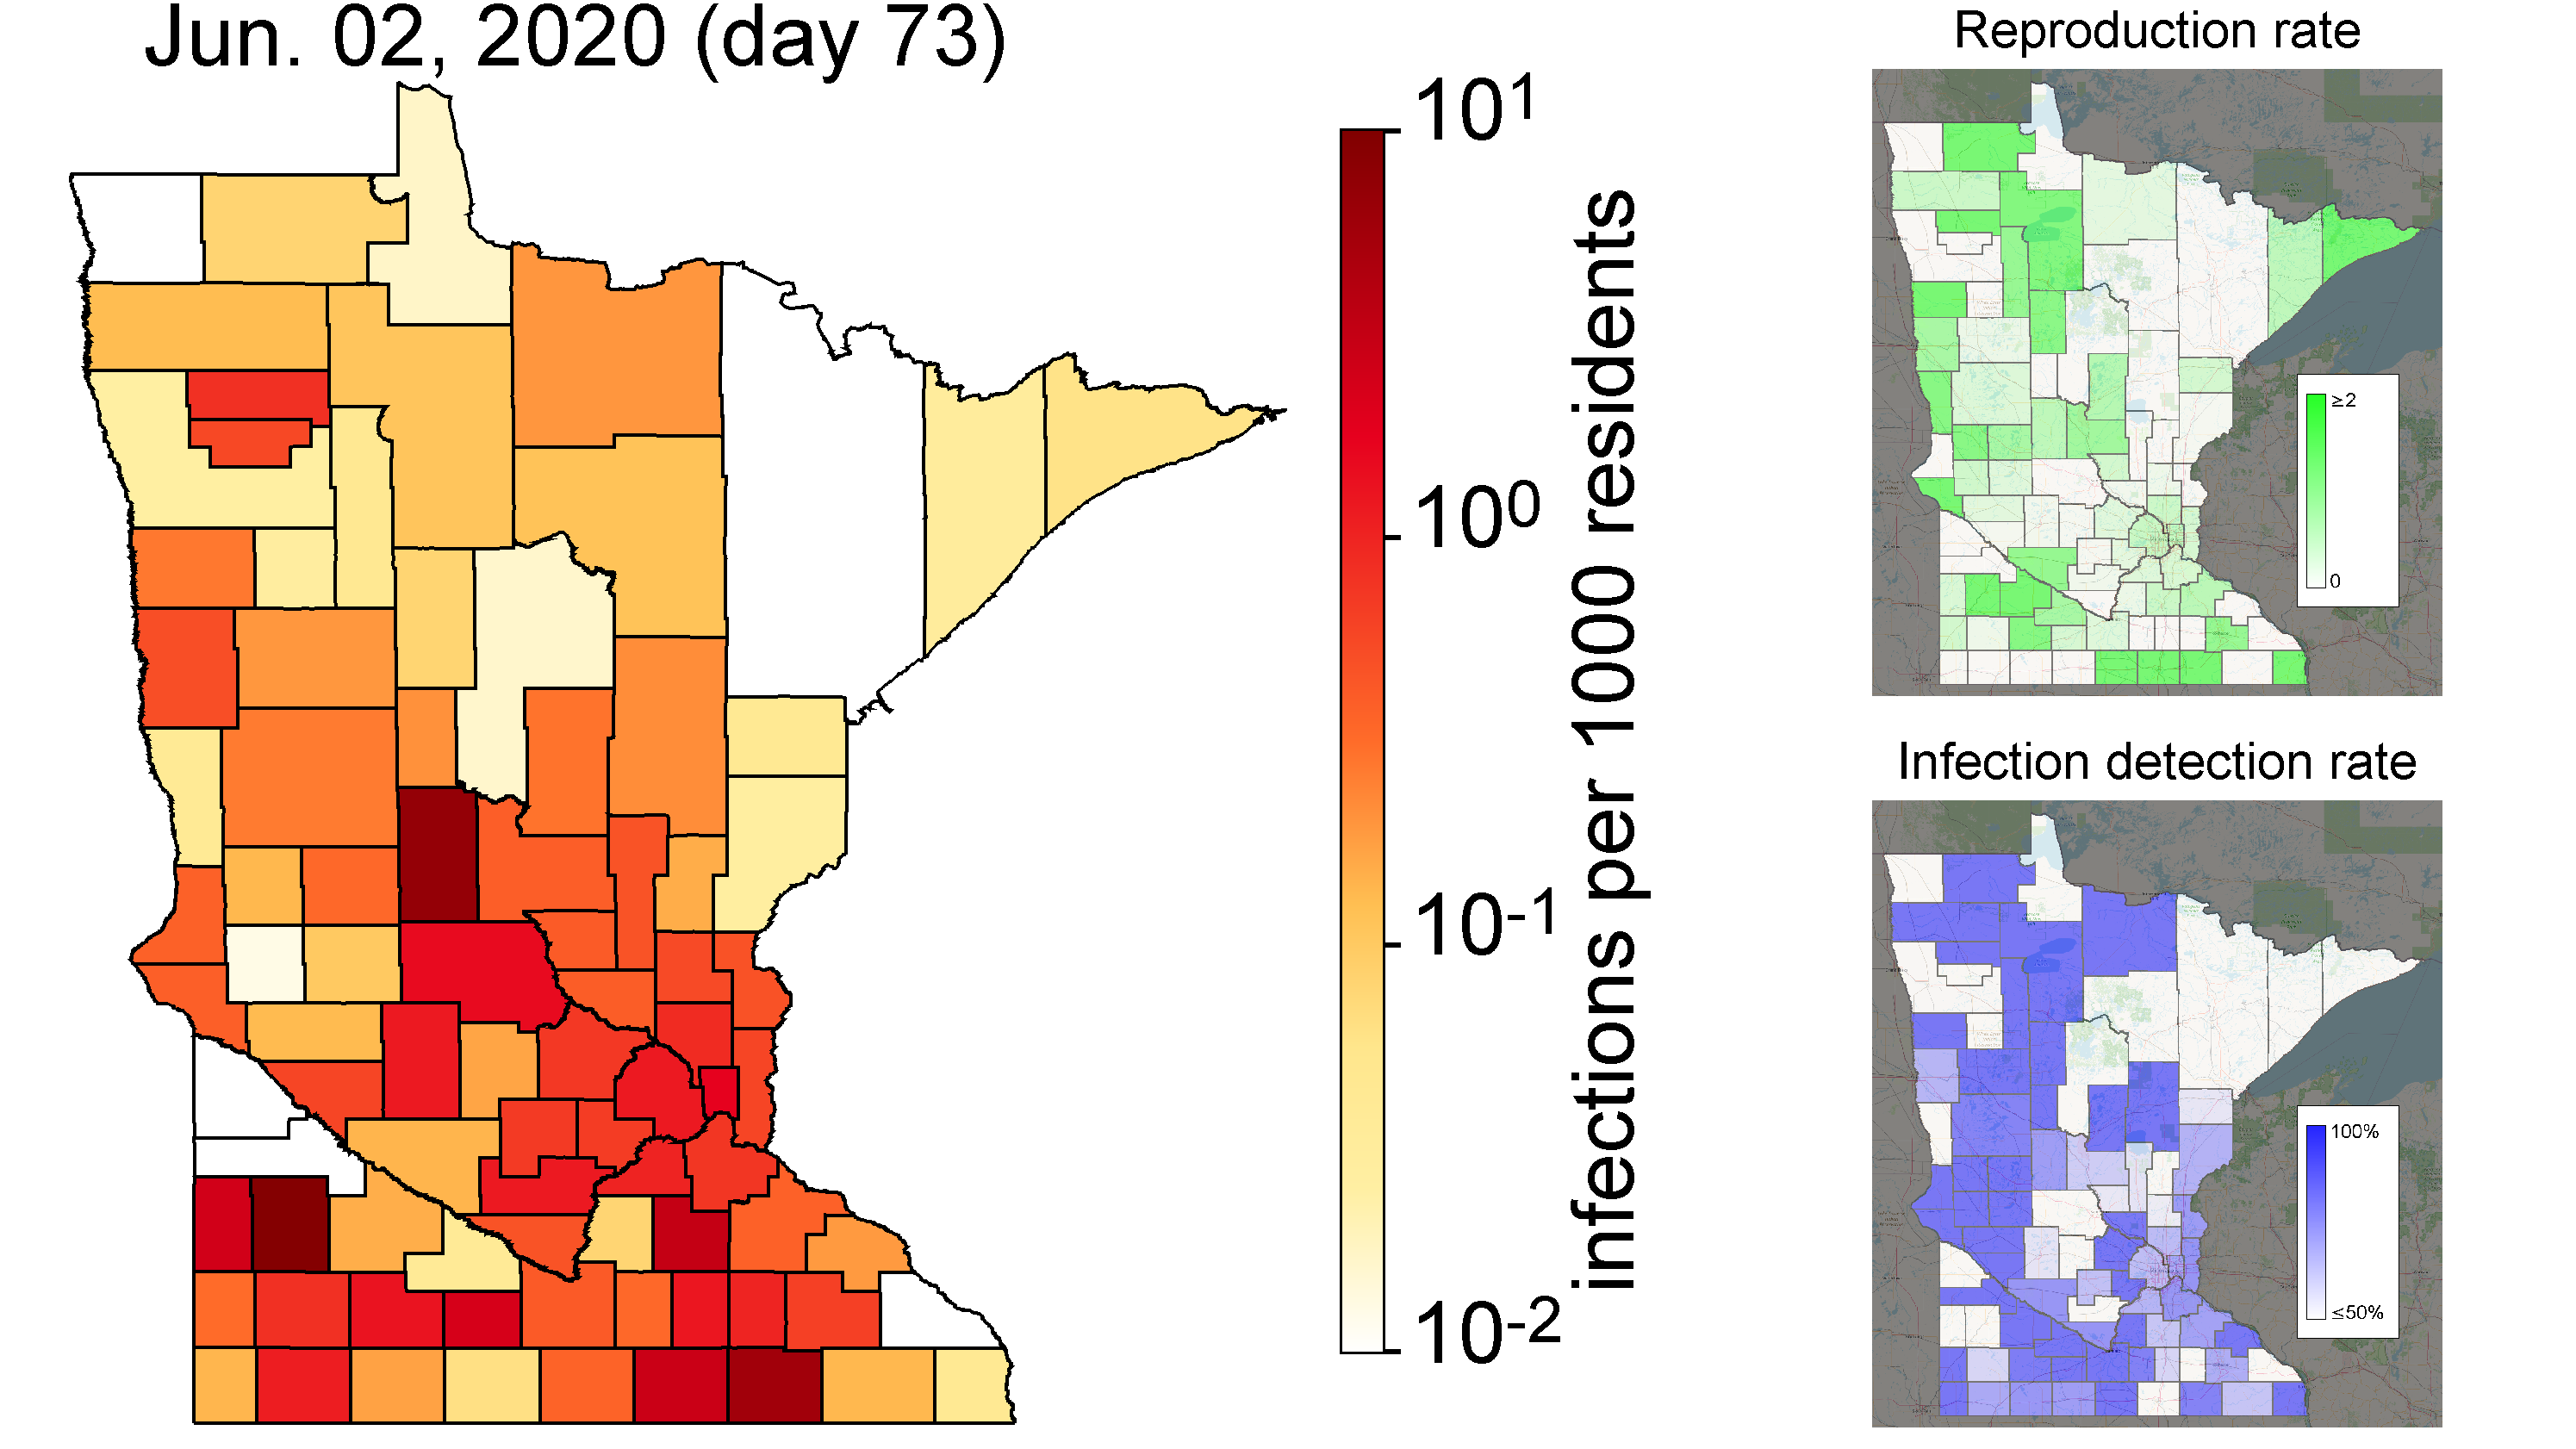 Jun. 02, 2020 (day 73)
10¹
10⁰
10⁻¹
10⁻²
infections per 1000 residents
Reproduction rate
≥2
0
Infection detection rate
100%
≤50%